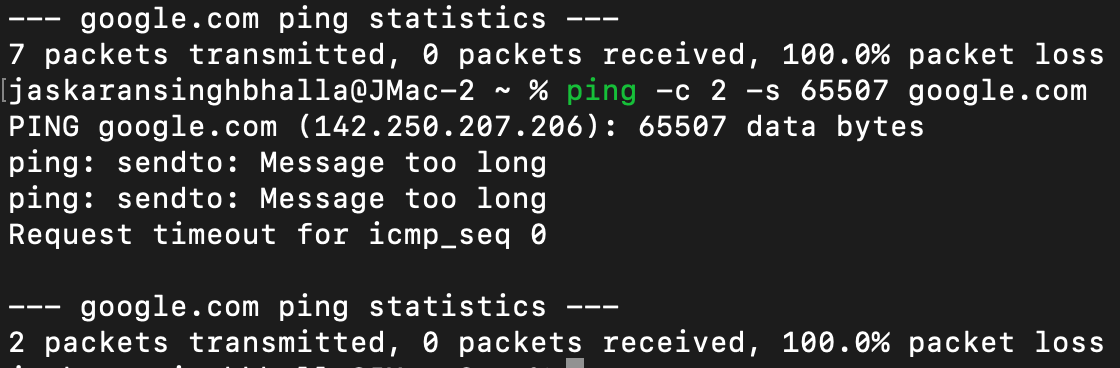 --- google.com ping statistics ---
7 packets transmitted, 0 packets received, 100.0% packet loss
[jaskaransinghbhalla@JMac-2 ~ % ping -c 2 -s 65507 google.com
PING google.com (142.250.207.206): 65507 data bytes
ping: sendto: Message too long
ping: sendto: Message too long
Request timeout for icmp_seq 0

--- google.com ping statistics ---
2 packets transmitted, 0 packets received, 100.0% packet loss